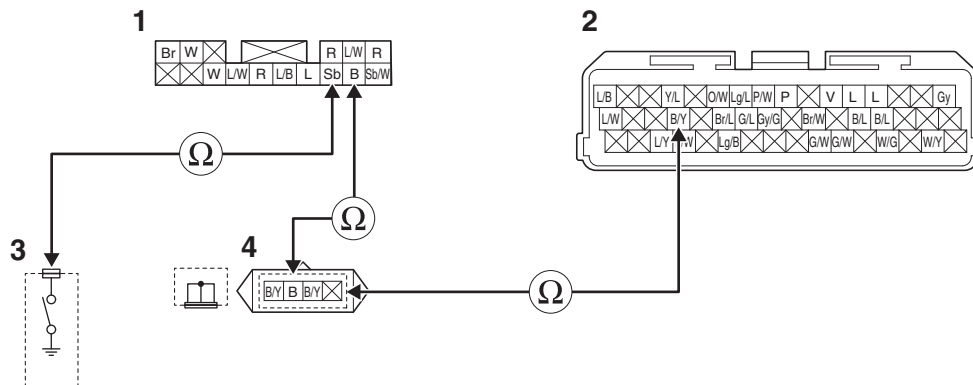 1
2
Br W R L/W R
W L/W R L/B L Sb B Sb/W
L/B Y/L O/W Lg/L P/W P V L L Gy
L/W B/Y Br/L G/L Gy/G Br/W B/L B/L
L/Y Lg/B G/W G/W W/G W/Y
Ω
Ω
3
4
B/Y B B/Y
Ω